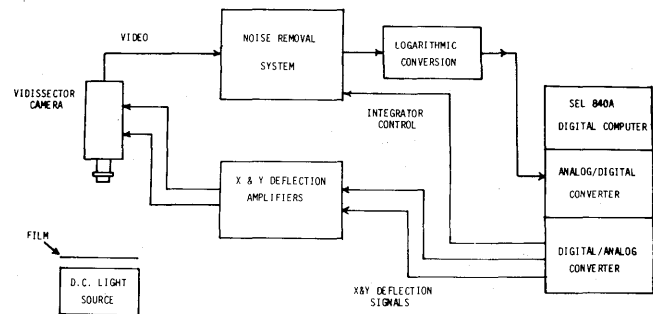 VIDEO
NOISE REMOVAL
SYSTEM
LOGARITHMIC
CONVERSION
VIDISSECTOR
CAMERA
INTEGRATOR
CONTROL
SEL 840A
DIGITAL COMPUTER
ANALOG/DIGITAL
CONVERTER
X & Y DEFLECTION
AMPLIFIERS
DIGITAL/ANALOG
CONVERTER
FILM
D.C. LIGHT
SOURCE
X&Y DEFLECTION
SIGNALS